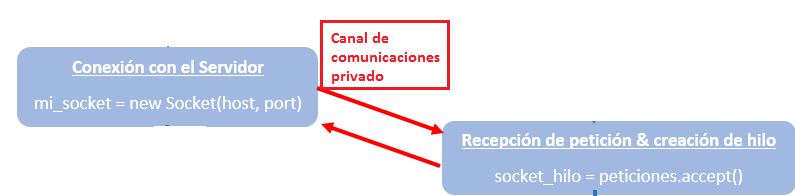 Canal de
comunicaciones
privado
Conexión con el Servidor
mi_socket = new Socket(host, port)
Recepción de petición & creación de hilo
socket_hilo = peticiones.accept()